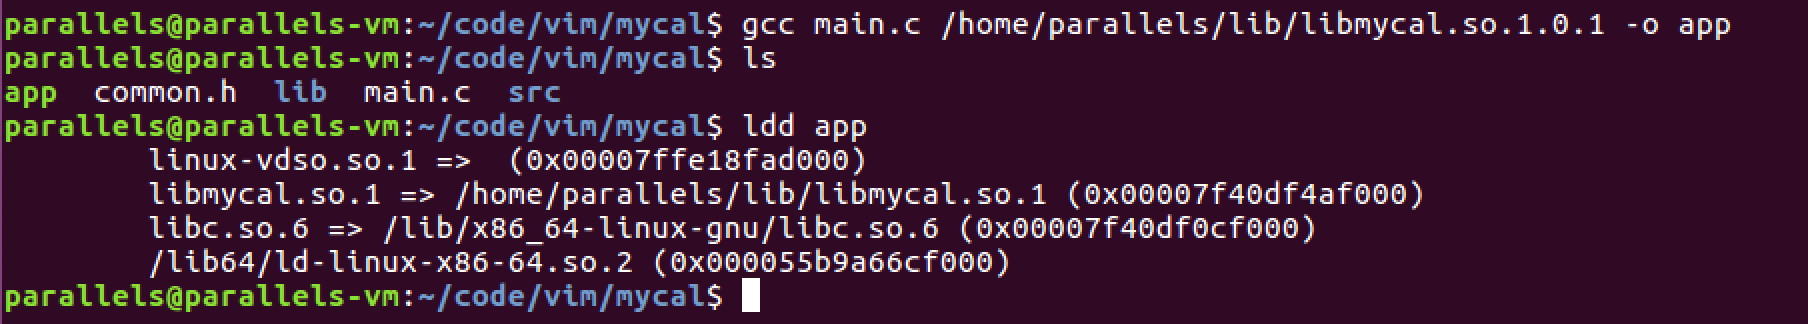 parallels@parallels-vm:~/code/vim/mycal$ gcc main.c /home/parallels/lib/libmycal.so.1.0.1 -o app
parallels@parallels-vm:~/code/vim/mycal$ ls
app  common.h  lib  main.c  src
parallels@parallels-vm:~/code/vim/mycal$ ldd app
        linux-vdso.so.1 =>  (0x00007ffe18fad000)
        libmycal.so.1 => /home/parallels/lib/libmycal.so.1 (0x00007f40df4af000)
        libc.so.6 => /lib/x86_64-linux-gnu/libc.so.6 (0x00007f40df0cf000)
        /lib64/ld-linux-x86-64.so.2 (0x000055b9a66cf000)
parallels@parallels-vm:~/code/vim/mycal$